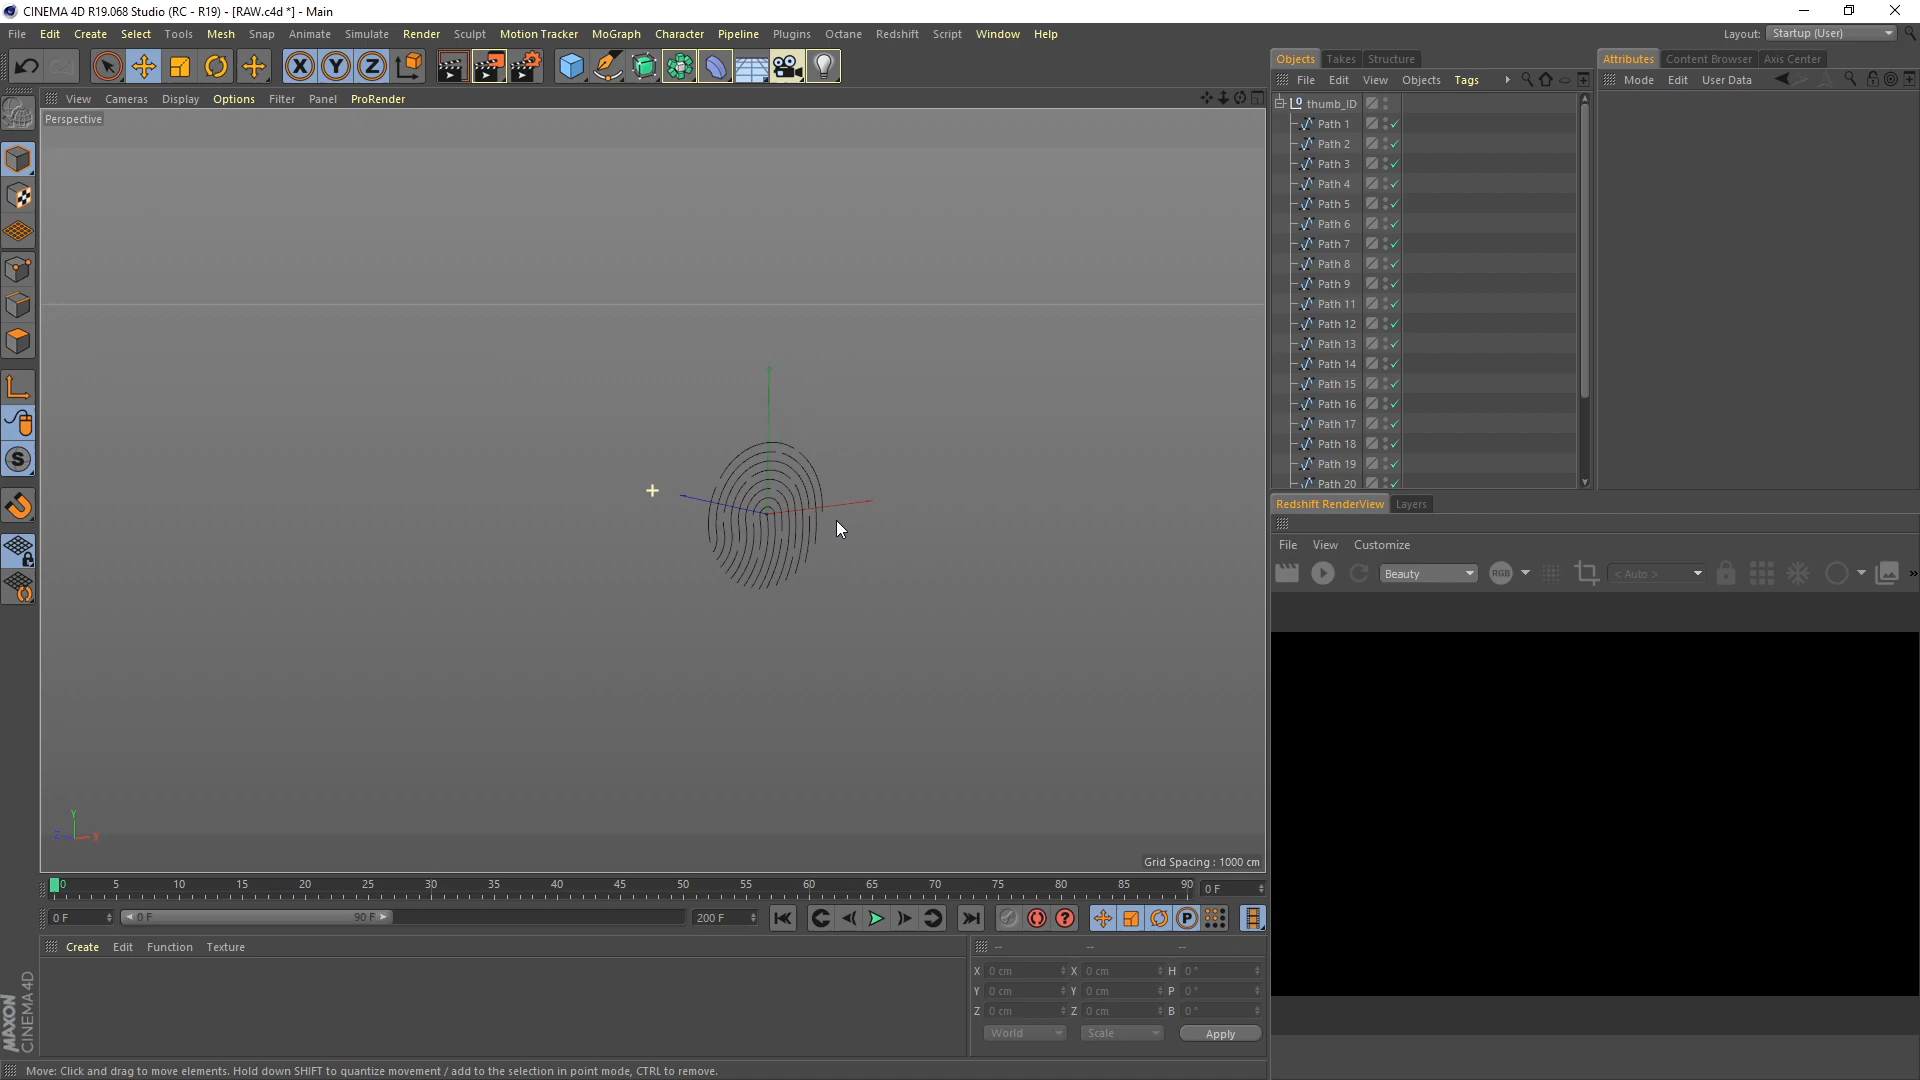 CINEMA 4D R19.068 Studio (RC - R19) - [RAW.c4d *] - Main
File Edit Create Select Tools Mesh Snap Animate Simulate Render Sculpt Motion Tracker MoGraph Character Pipeline Plugins Octane Redshift Script Window Help
Layout: Startup (User)
X Y Z
Objects Takes Structure
Attributes Content Browser Axis Center
File Edit View Objects Tags
Mode Edit User Data
View Cameras Display Options Filter Panel ProRender
Perspective
thumb_ID
Path 1
Path 2
Path 3
Path 4
Path 5
Path 6
Path 7
Path 8
Path 9
Path 11
Path 12
Path 13
Path 14
Path 15
Path 16
Path 17
Path 18
Path 19
Path 20
S
Redshift RenderView Layers
File View Customize
Beauty RGB < Auto > »
Y
Z X
Grid Spacing : 1000 cm
0 5 10 15 20 25 30 35 40 45 50 55 60 65 70 75 80 85 90 0 F
0 F 0 F 90 F 200 F ? P
Create Edit Function Texture
-- -- --
X 0 cm X 0 cm H 0 °
Y 0 cm Y 0 cm P 0 °
Z 0 cm Z 0 cm B 0 °
World Scale Apply
MAXON
CINEMA 4D
Move: Click and drag to move elements. Hold down SHIFT to quantize movement / add to the selection in point mode, CTRL to remove.